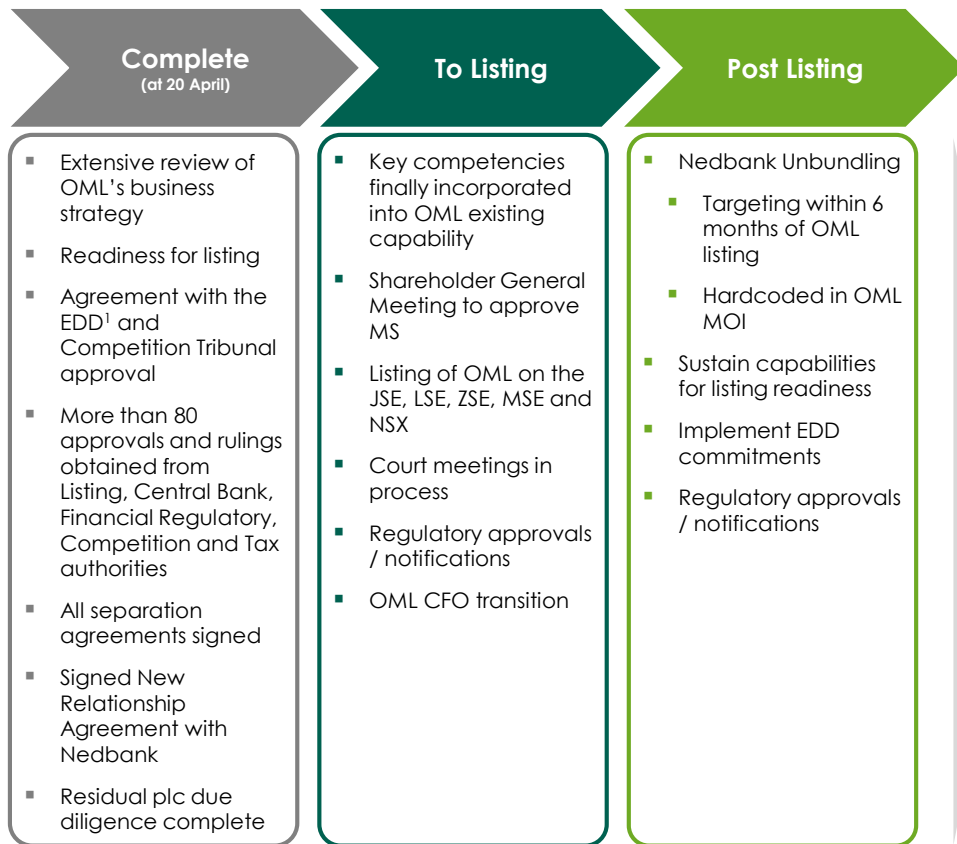 Complete
(at 20 April)
To Listing
Post Listing
▪ Extensive review of
OML’s business
strategy
▪ Readiness for listing
▪ Agreement with the
EDD¹ and
Competition Tribunal
approval
▪ More than 80
approvals and rulings
obtained from
Listing, Central Bank,
Financial Regulatory,
Competition and Tax
authorities
▪ All separation
agreements signed
▪ Signed New
Relationship
Agreement with
Nedbank
▪ Residual plc due
diligence complete
▪ Key competencies
finally incorporated
into OML existing
capability
▪ Shareholder General
Meeting to approve
MS
▪ Listing of OML on the
JSE, LSE, ZSE, MSE and
NSX
▪ Court meetings in
process
▪ Regulatory approvals
/ notifications
▪ OML CFO transition
▪ Nedbank Unbundling
▪ Targeting within 6
months of OML
listing
▪ Hardcoded in OML
MOI
▪ Sustain capabilities
for listing readiness
▪ Implement EDD
commitments
▪ Regulatory approvals
/ notifications